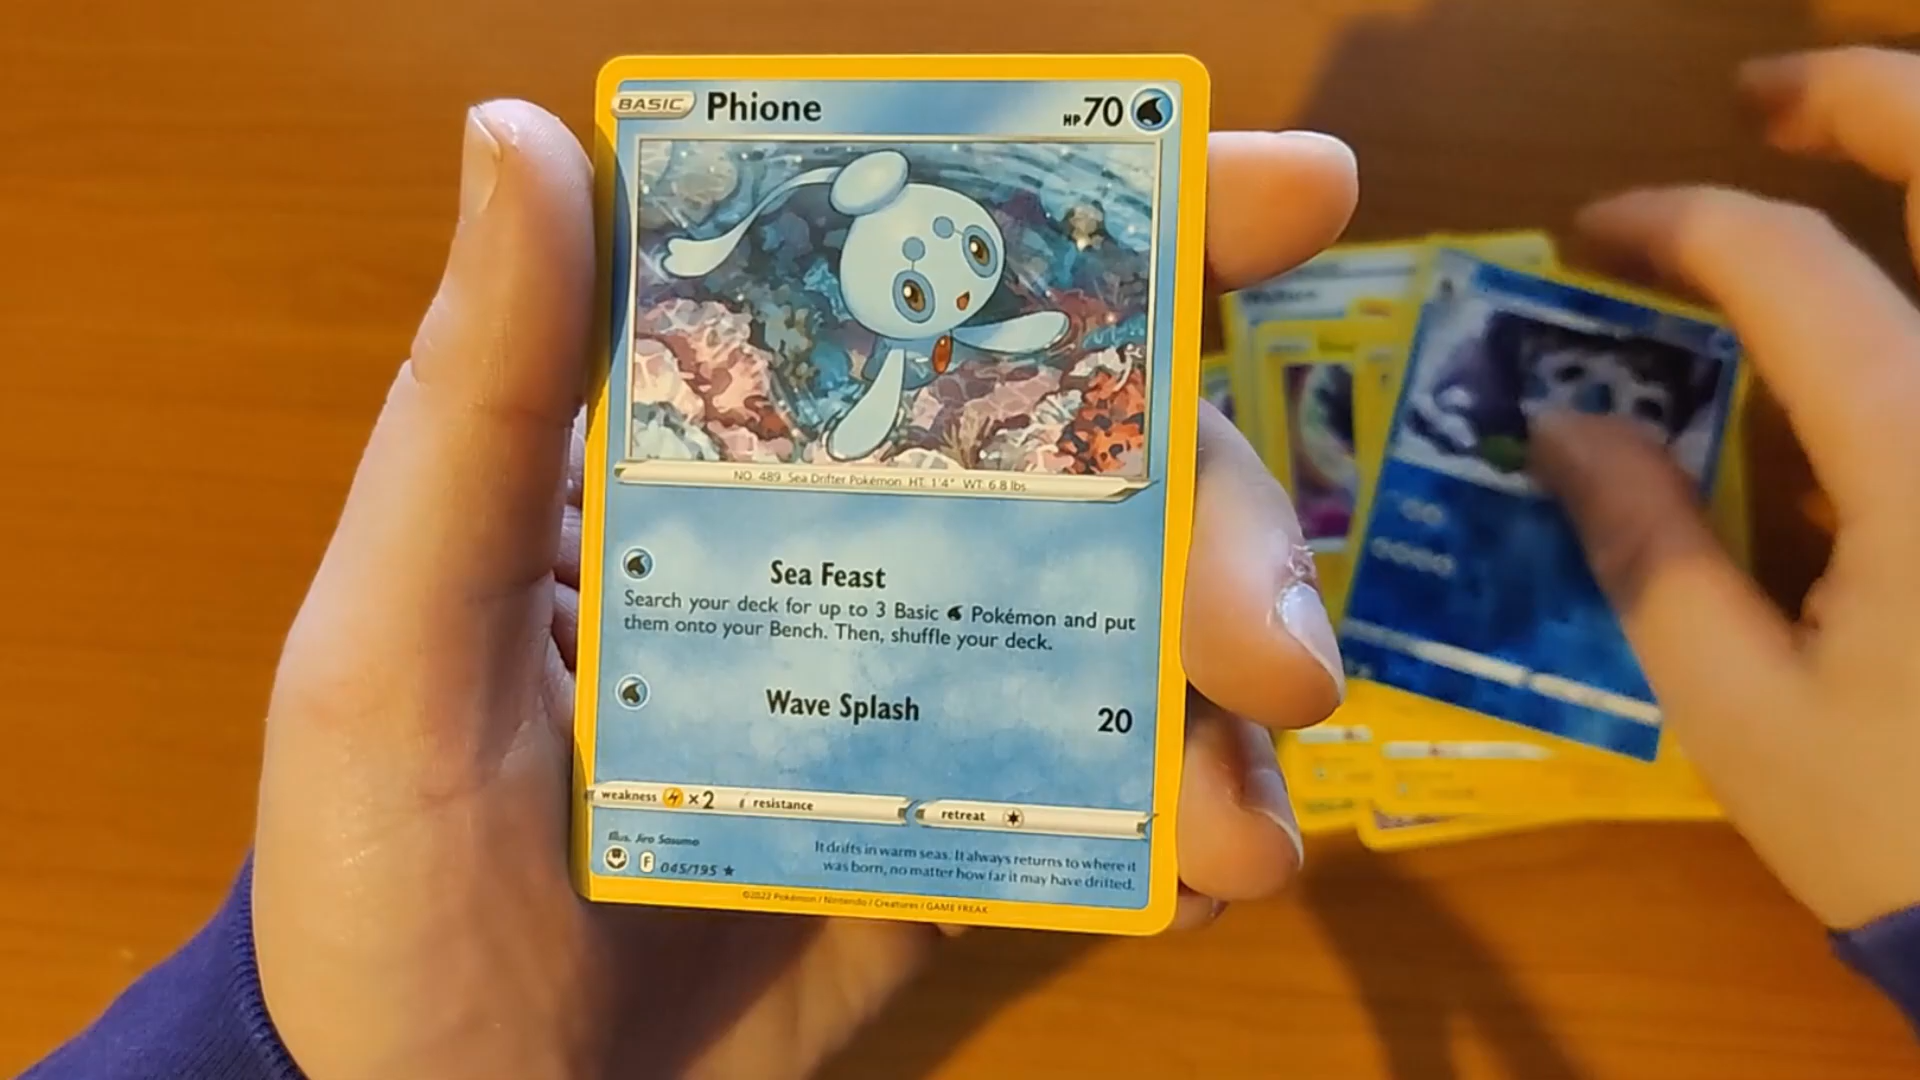 BASIC Phione HP 70
NO. 489 Sea Drifter Pokémon HT: 1'4" WT: 6.8 lbs.
Sea Feast
Search your deck for up to 3 Basic Pokémon and put
them onto your Bench. Then, shuffle your deck.
Wave Splash 20
weakness ×2 resistance retreat
Illus. Jiro Sasumo
F 045/195 ★
It drifts in warm seas. It always returns to where it
was born, no matter how far it may have drifted.
©2022 Pokémon / Nintendo / Creatures / GAME FREAK